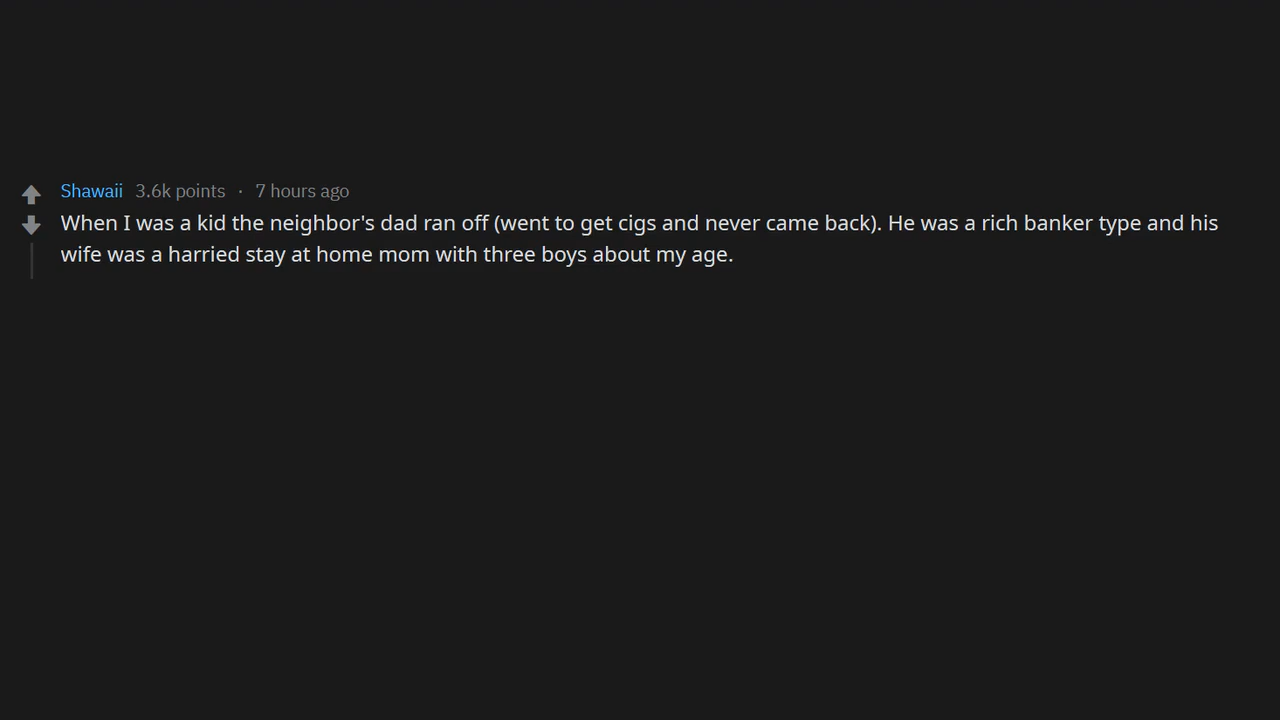 Shawaii 3.6k points · 7 hours ago
When I was a kid the neighbor's dad ran off (went to get cigs and never came back). He was a rich banker type and his
wife was a harried stay at home mom with three boys about my age.